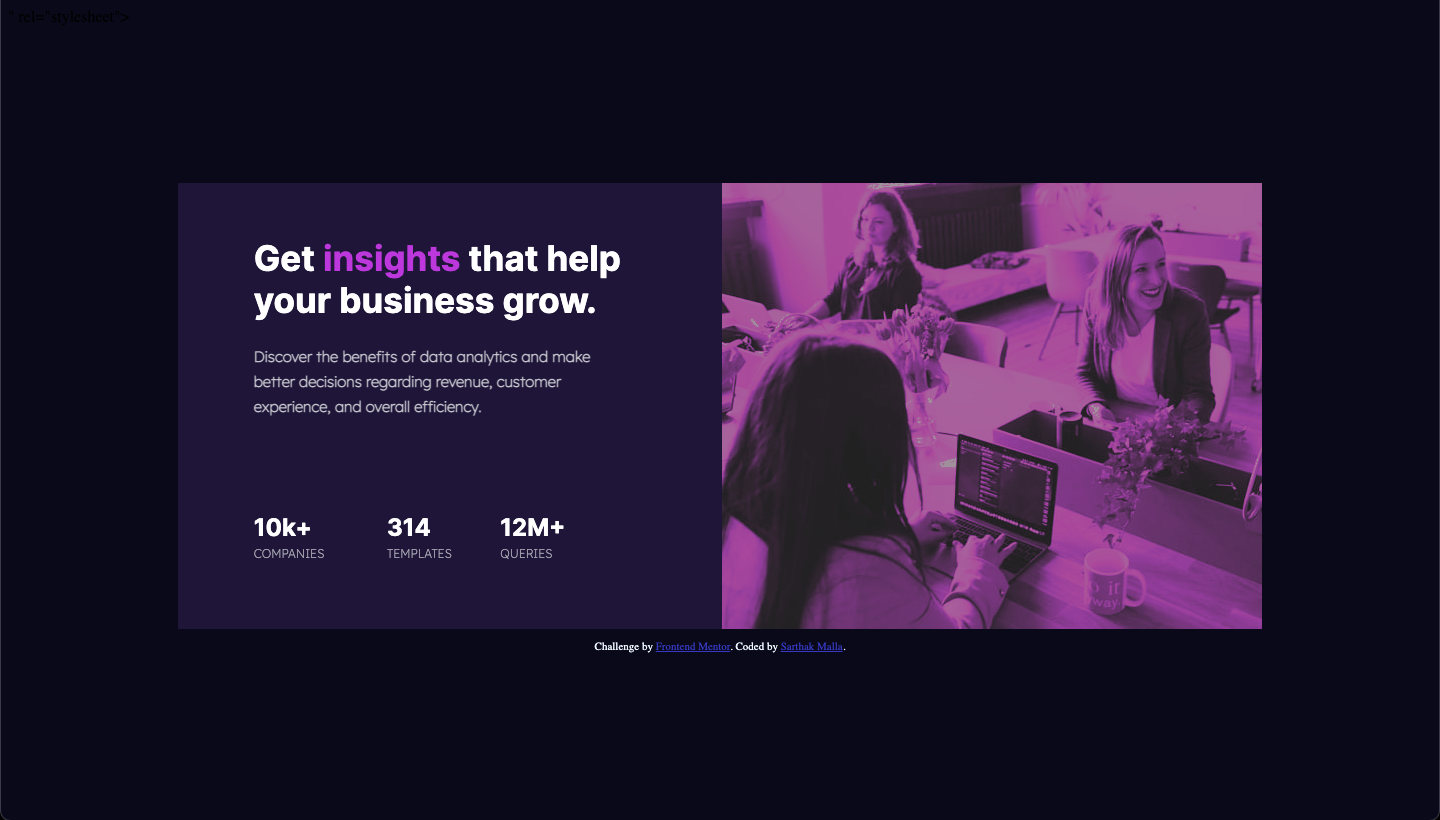 " rel="stylesheet">
Get insights that help
your business grow.
Discover the benefits of data analytics and make
better decisions regarding revenue, customer
experience, and overall efficiency.
10k+ 314 12M+
COMPANIES TEMPLATES QUERIES
Challenge by Frontend Mentor. Coded by Sarthak Malla.